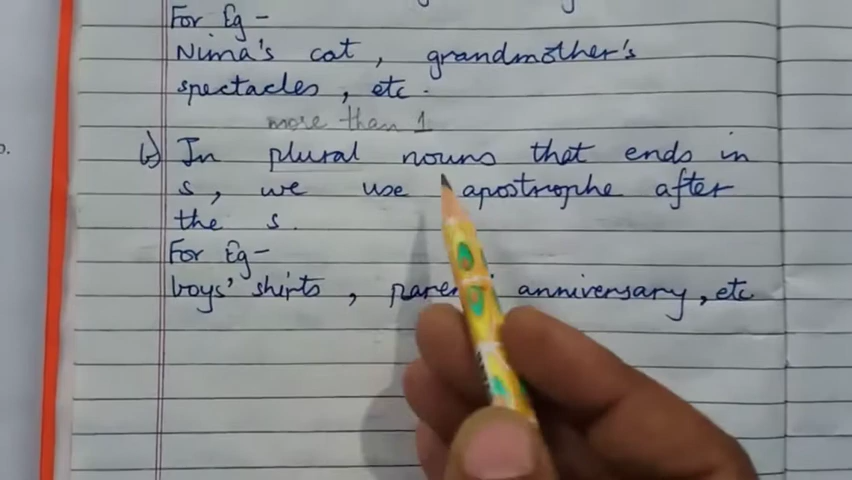 For Eg -
Nima's cat, grandmother's
spectacles, etc.
more than 1
b) In plural nouns that ends in
s, we use apostrophe after
the s.
For Eg -
boys' shirts, anniversary, etc